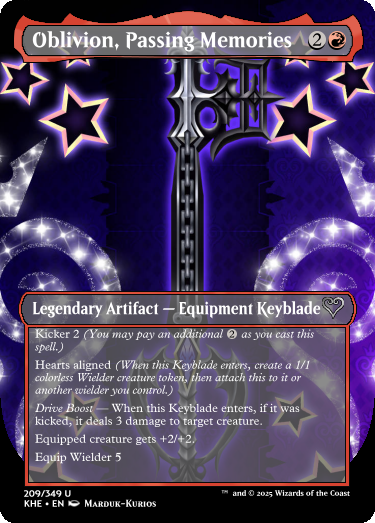 Oblivion, Passing Memories 2
Legendary Artifact — Equipment Keyblade
Kicker 2 (You may pay an additional 2 as you cast this
spell.)
Hearts aligned (When this Keyblade enters, create a 1/1
colorless Wielder creature token, then attach this to it or
another wielder you control.)
Drive Boost — When this Keyblade enters, if it was
kicked, it deals 3 damage to target creature.
Equipped creature gets +2/+2.
Equip Wielder 5
209/349 U
KHE • EN Marduk-Kurios
™ and © 2025 Wizards of the Coast